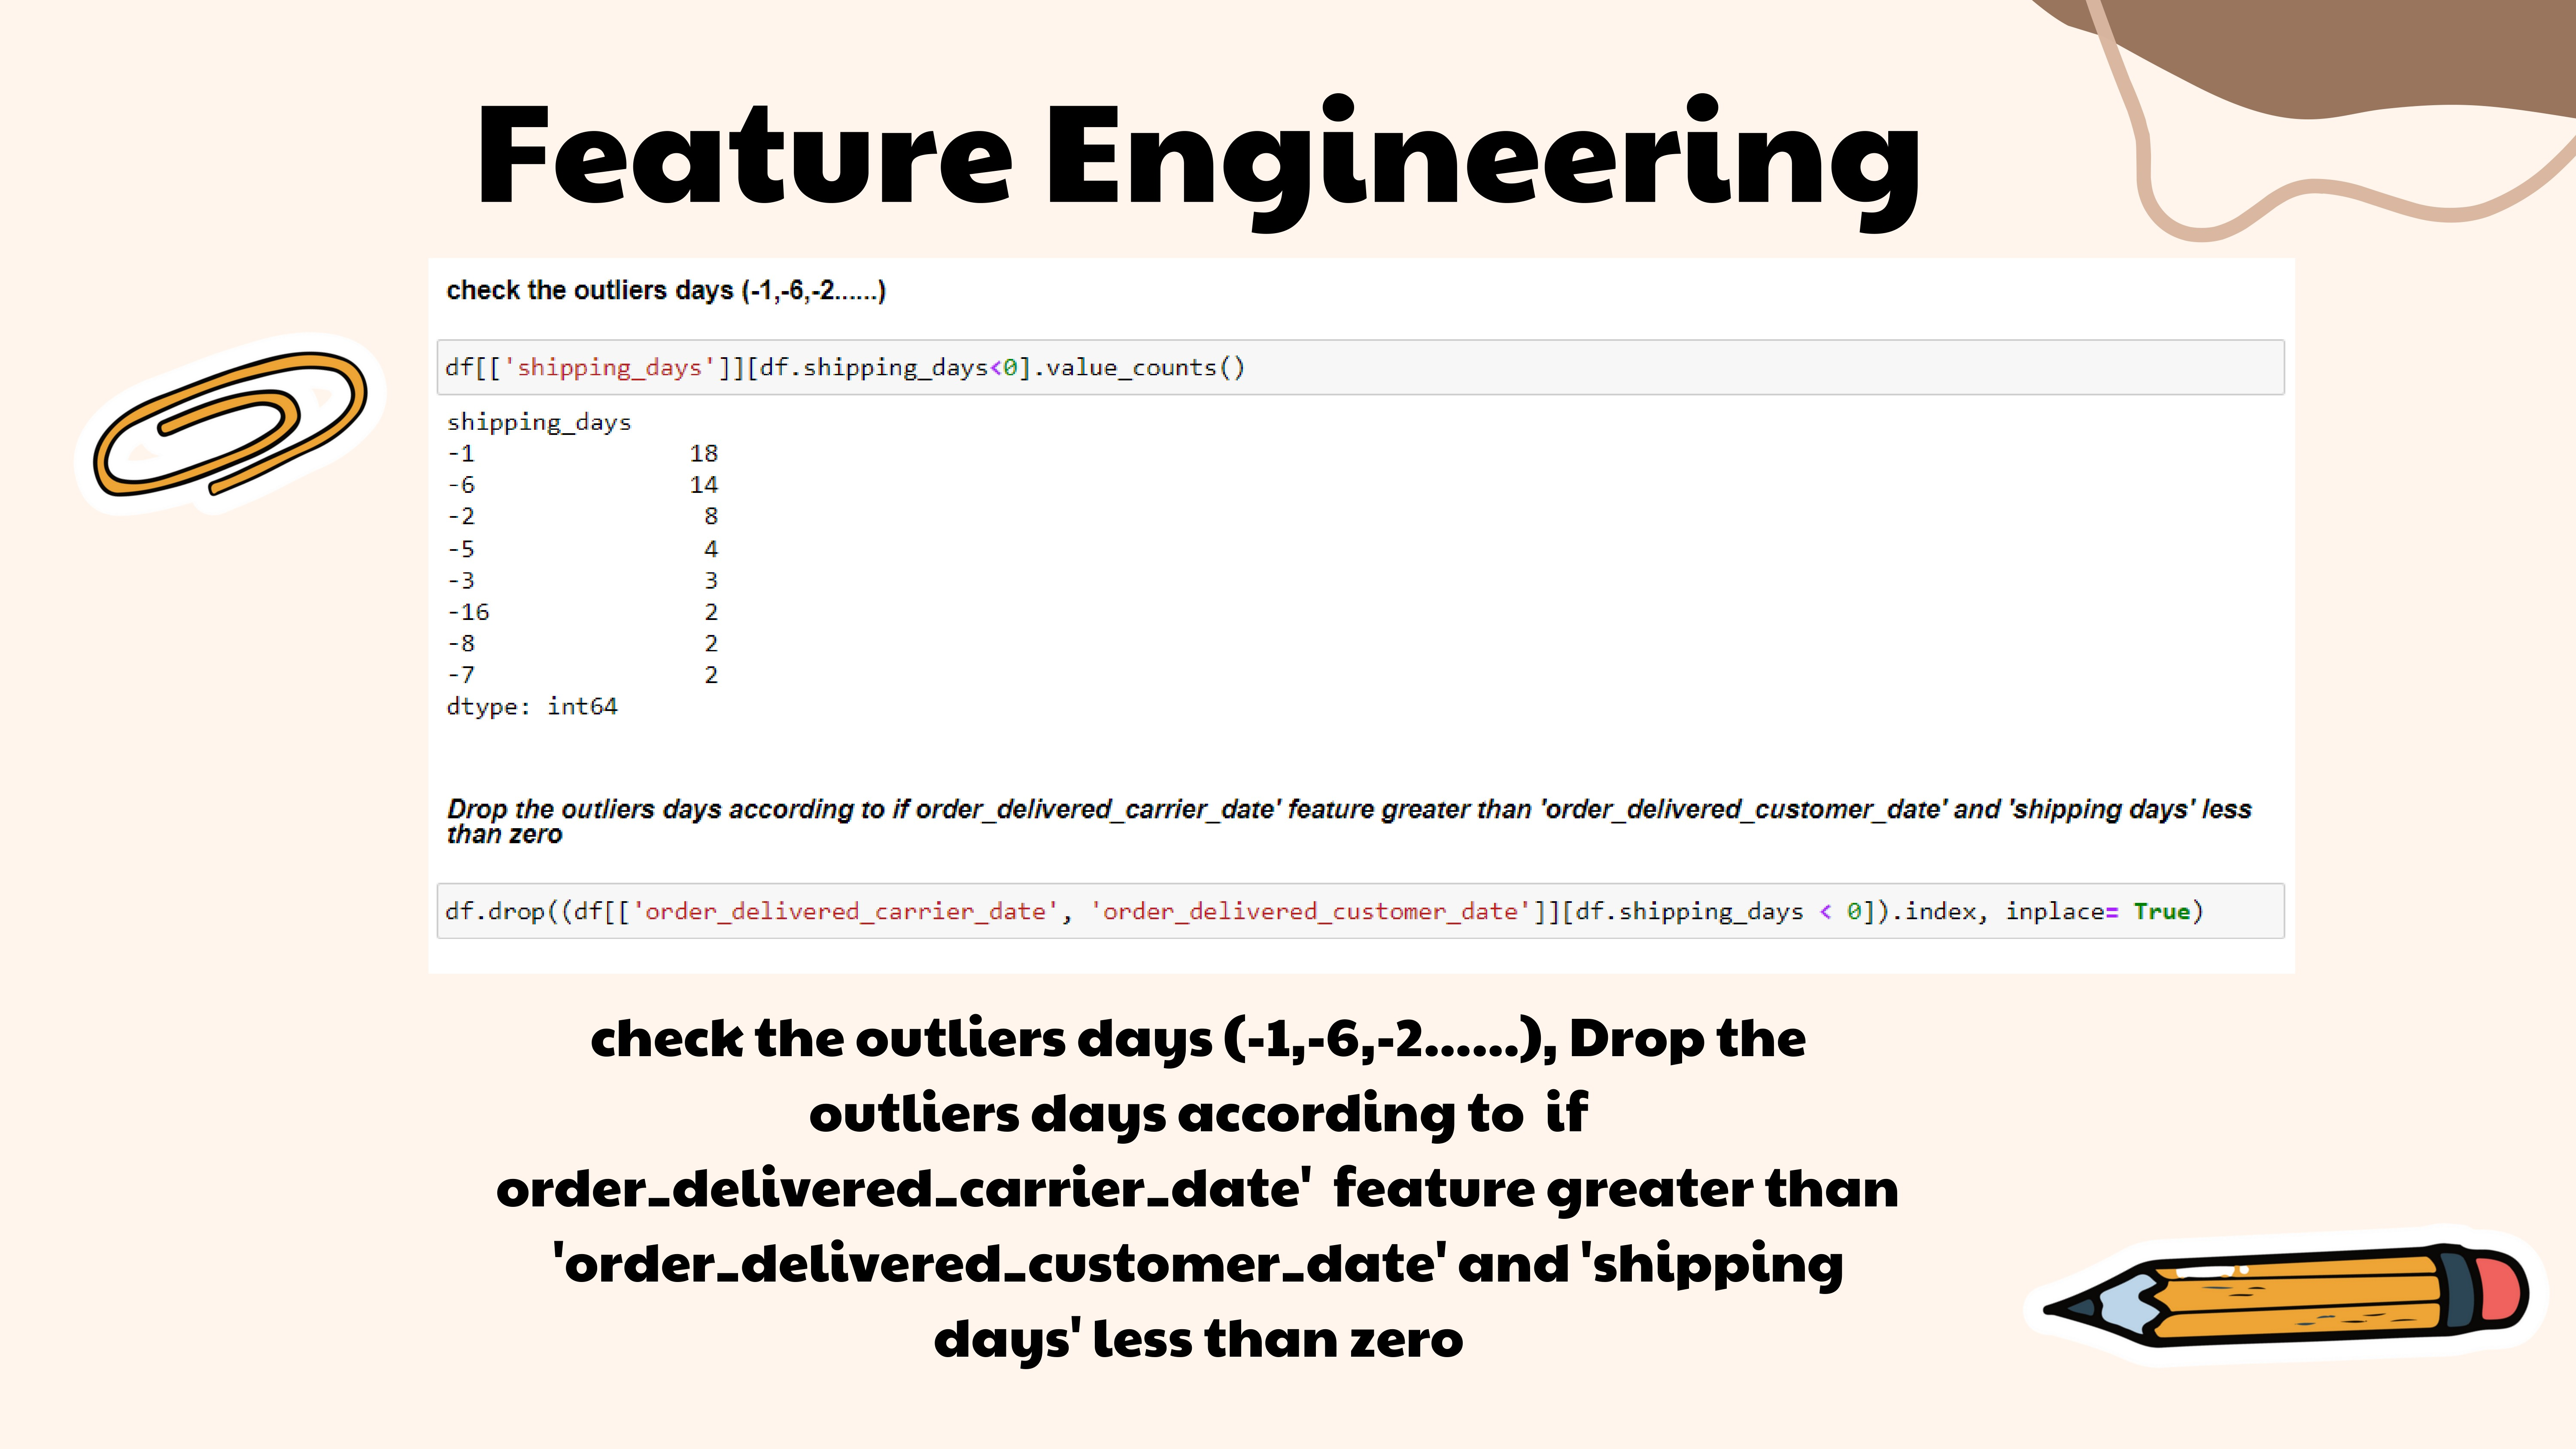 Feature Engineering
check the outliers days (-1,-6,-2......)
df[['shipping_days']][df.shipping_days<0].value_counts()
shipping_days
-1 18
-6 14
-2 8
-5 4
-3 3
-16 2
-8 2
-7 2
dtype: int64
Drop the outliers days according to if order_delivered_carrier_date' feature greater than 'order_delivered_customer_date' and 'shipping days' less
than zero
df.drop((df[['order_delivered_carrier_date', 'order_delivered_customer_date']][df.shipping_days < 0]).index, inplace= True)
check the outliers days (-1,-6,-2......), Drop the
outliers days according to  if
order_delivered_carrier_date'  feature greater than
'order_delivered_customer_date' and 'shipping
days' less than zero